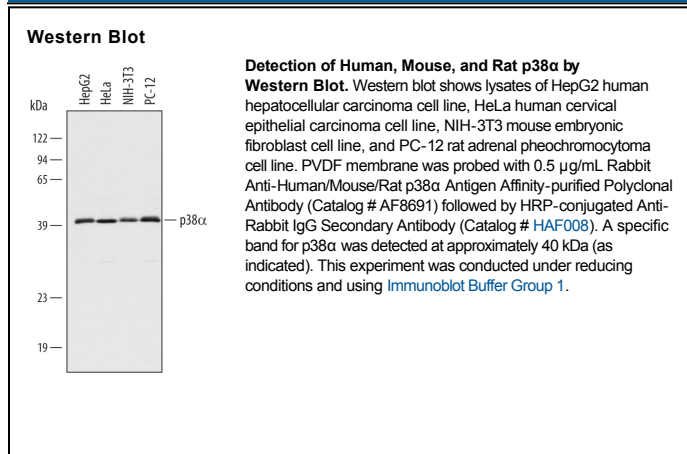 Western Blot
kDa
HepG2
HeLa
NIH-3T3
PC-12
122
94
65
39
23
19
p38α
Detection of Human, Mouse, and Rat p38α by
Western Blot. Western blot shows lysates of HepG2 human
hepatocellular carcinoma cell line, HeLa human cervical
epithelial carcinoma cell line, NIH-3T3 mouse embryonic
fibroblast cell line, and PC-12 rat adrenal pheochromocytoma
cell line. PVDF membrane was probed with 0.5 µg/mL Rabbit
Anti-Human/Mouse/Rat p38α Antigen Affinity-purified Polyclonal
Antibody (Catalog # AF8691) followed by HRP-conjugated Anti-
Rabbit IgG Secondary Antibody (Catalog # HAF008). A specific
band for p38α was detected at approximately 40 kDa (as
indicated). This experiment was conducted under reducing
conditions and using Immunoblot Buffer Group 1.